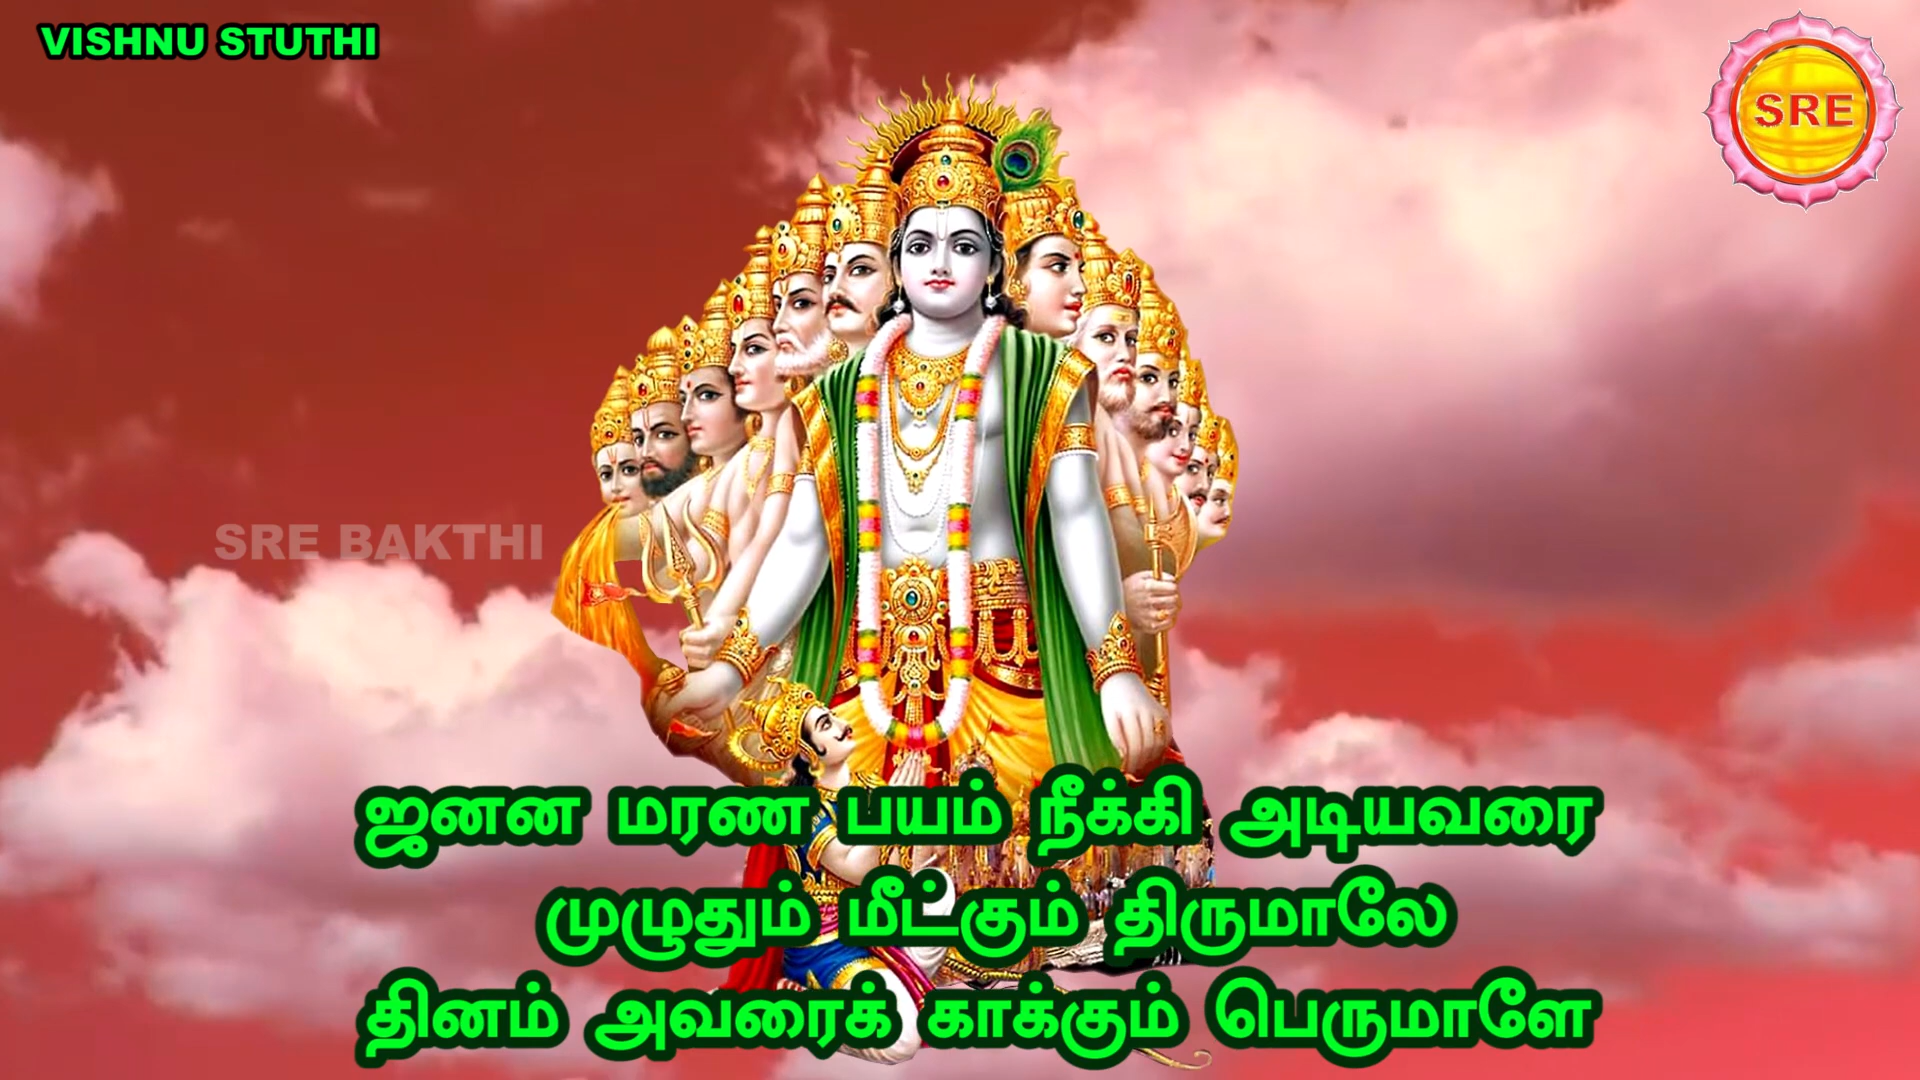 VISHNU STUTHI
SRE
SRE BAKTHI
ஜனன மரண பயம் நீக்கி அடியவரை
முழுதும் மீட்கும் திருமாலே
தினம் அவரைக் காக்கும் பெருமாளே